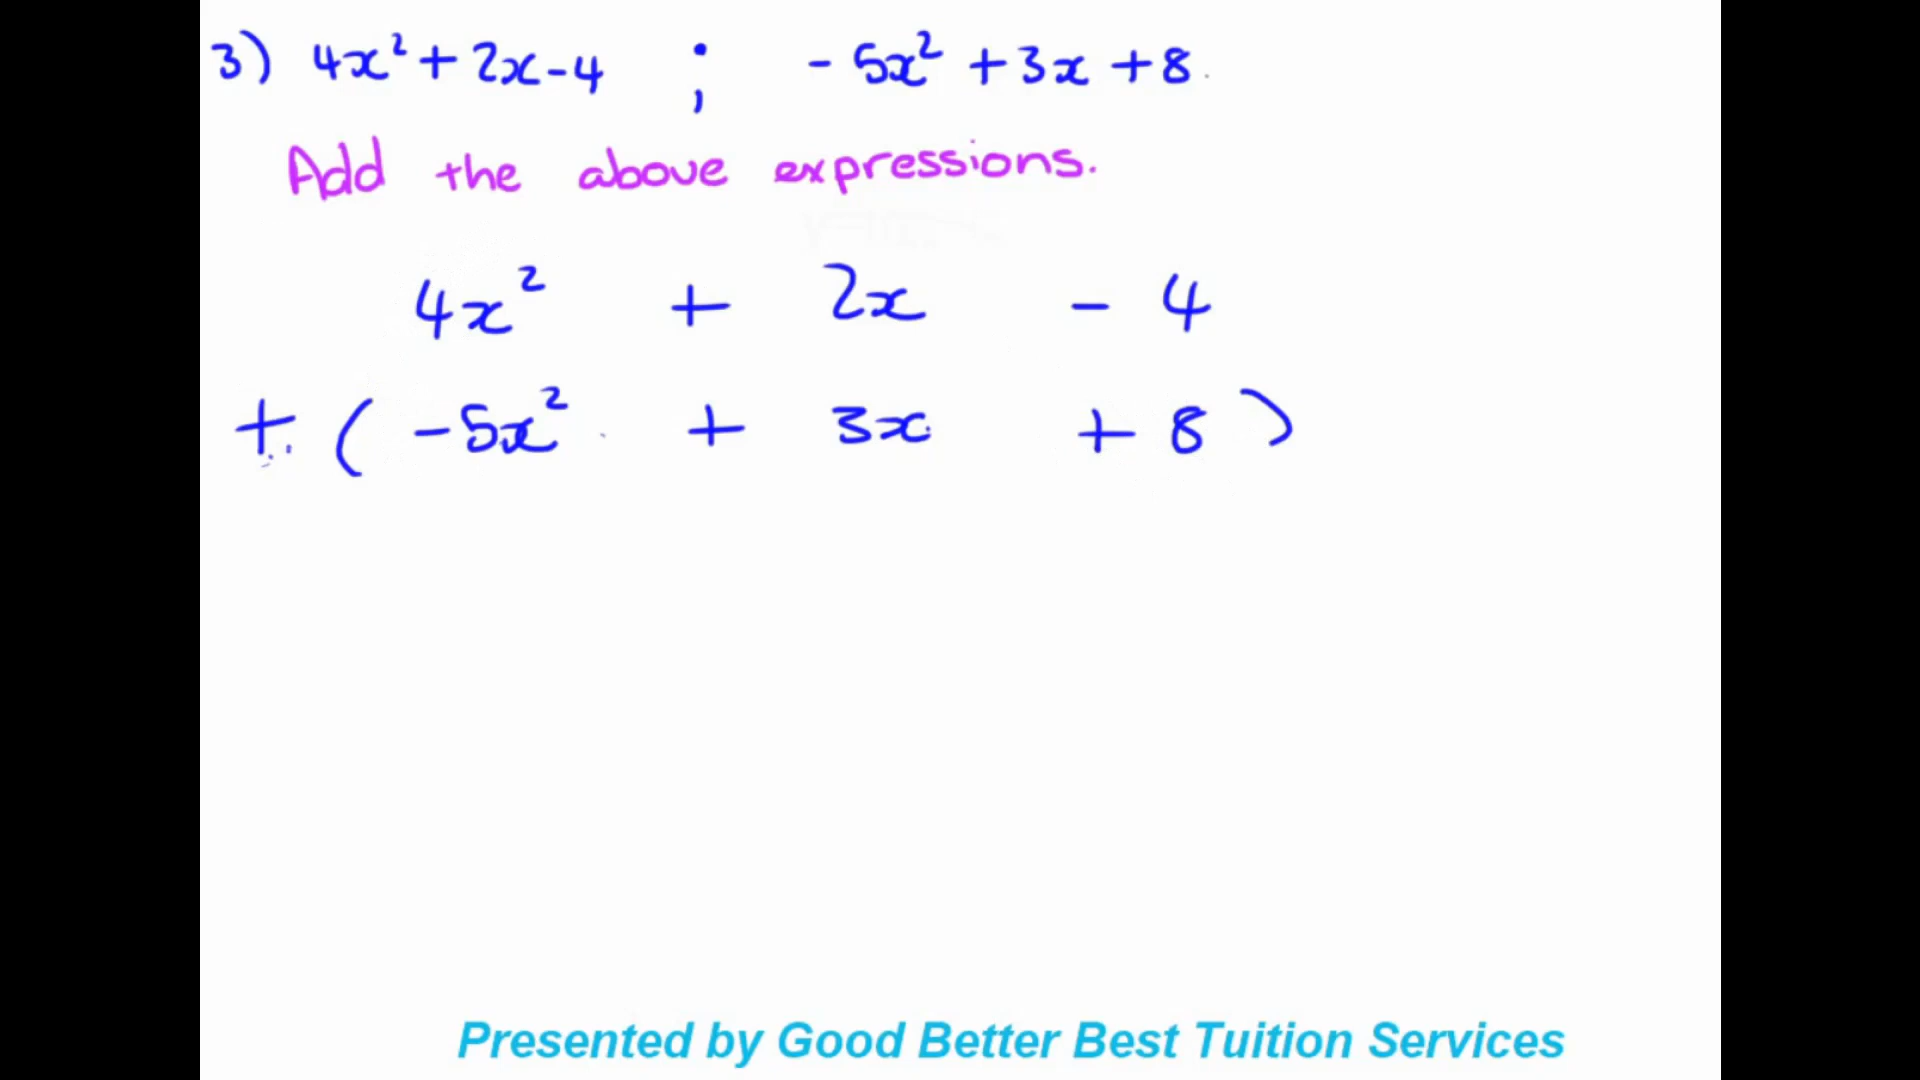 3) 4x² + 2x - 4 ; - 5x² + 3x + 8
Add the above expressions.
4x² + 2x - 4
+ ( - 5x² + 3x + 8 )
Presented by Good Better Best Tuition Services